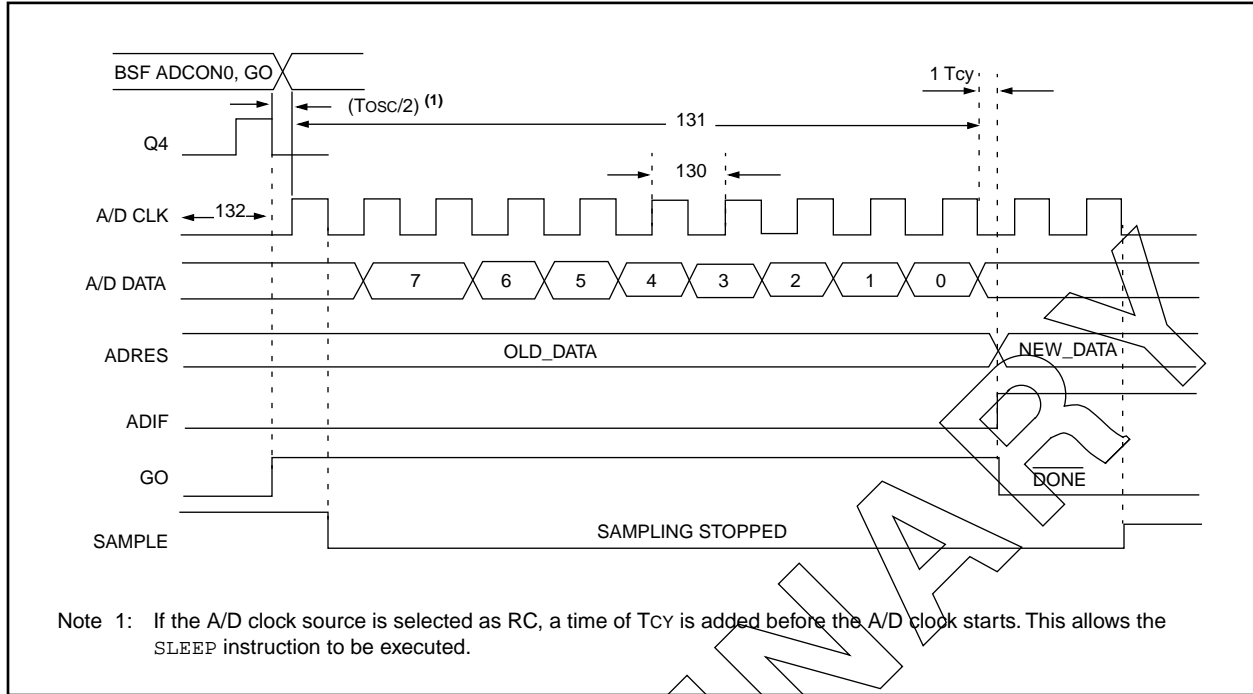 BSF ADCON0, GO
(TOSC/2) (1)
1 Tcy
131
Q4
130
A/D CLK
132
A/D DATA
7 6 5 4 3 2 1 0
ADRES
OLD_DATA
NEW_DATA
ADIF
GO
DONE
SAMPLE
SAMPLING STOPPED
Note 1: If the A/D clock source is selected as RC, a time of TCY is added before the A/D clock starts. This allows the
SLEEP instruction to be executed.
NARY